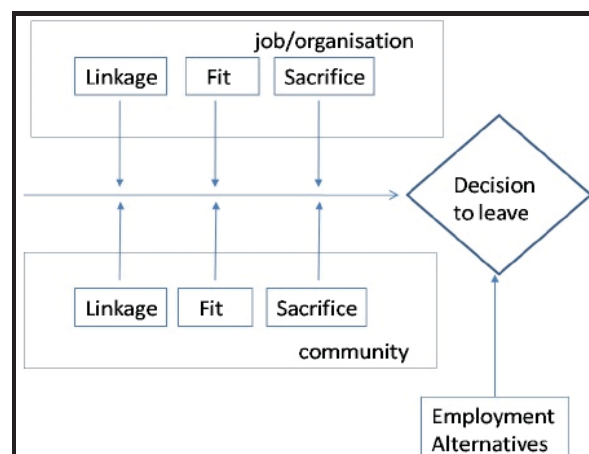 job/organisation
Linkage Fit Sacrifice
Decision
to leave
Linkage Fit Sacrifice
community
Employment
Alternatives